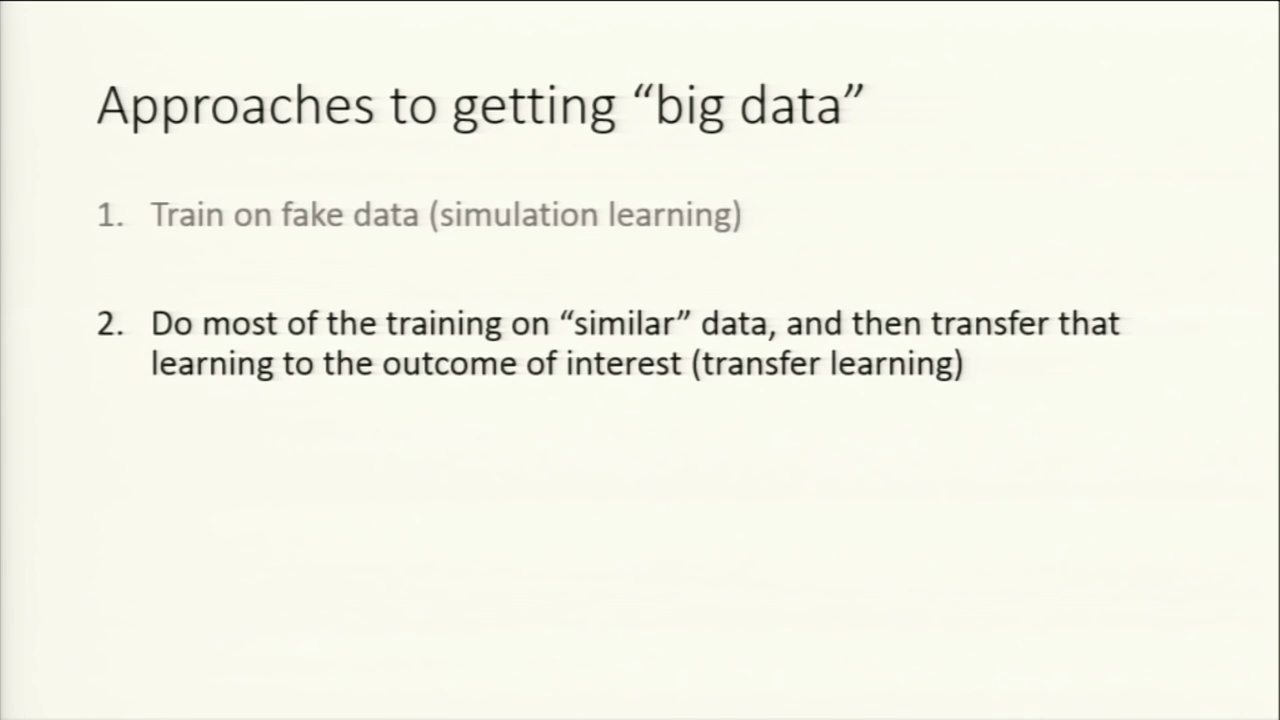 Approaches to getting “big data”
1. Train on fake data (simulation learning)
2. Do most of the training on “similar” data, and then transfer that
learning to the outcome of interest (transfer learning)